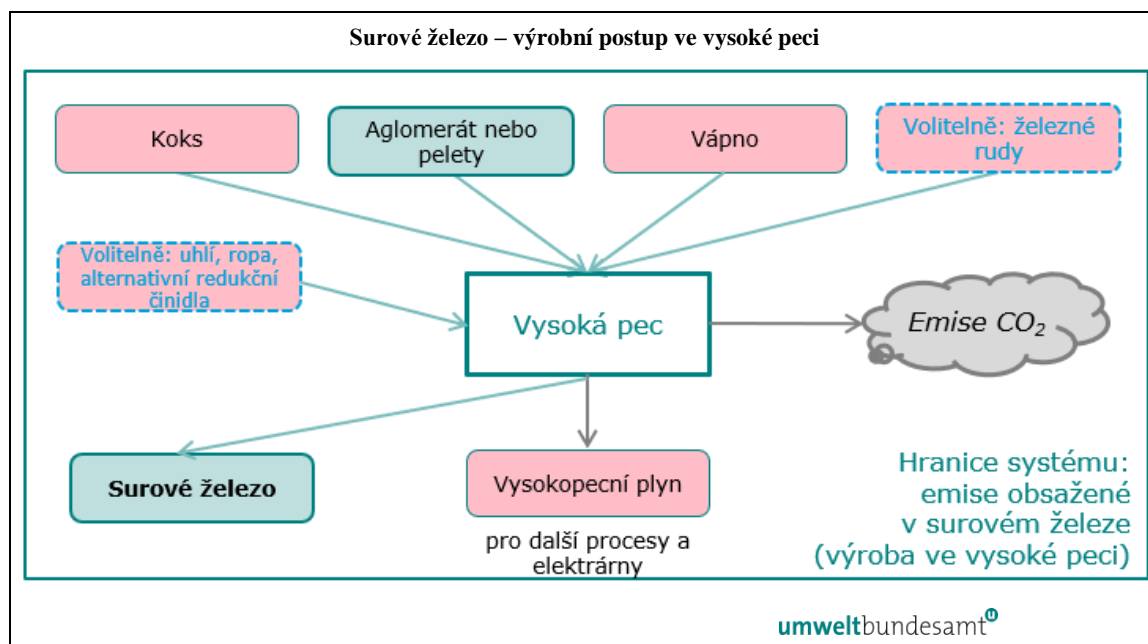 Surové železo – výrobní postup ve vysoké peci
Koks
Aglomerát nebo
pelety
Vápno
Volitelně: železné
rudy
Volitelně: uhlí, ropa,
alternativní redukční
činidla
Vysoká pec
Emise CO₂
Surové železo
Vysokopecní plyn
pro další procesy a
elektrárny
Hranice systému:
emise obsažené
v surovém železe
(výroba ve vysoké peci)
umweltbundesamtᵁ